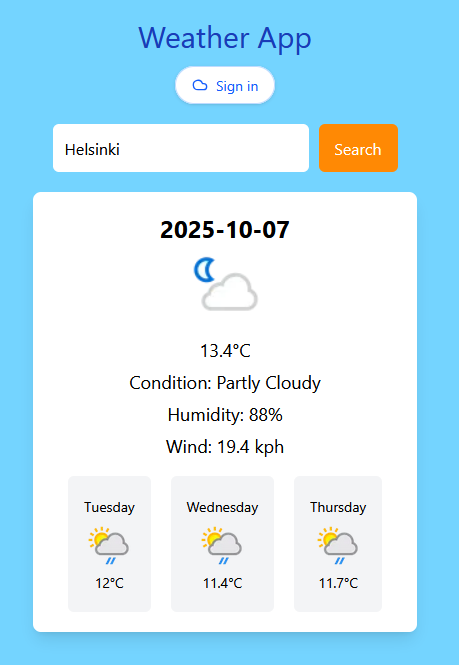 Weather App
Sign in
Helsinki
Search
2025-10-07
13.4°C
Condition: Partly Cloudy
Humidity: 88%
Wind: 19.4 kph
Tuesday
Wednesday
Thursday
12°C
11.4°C
11.7°C